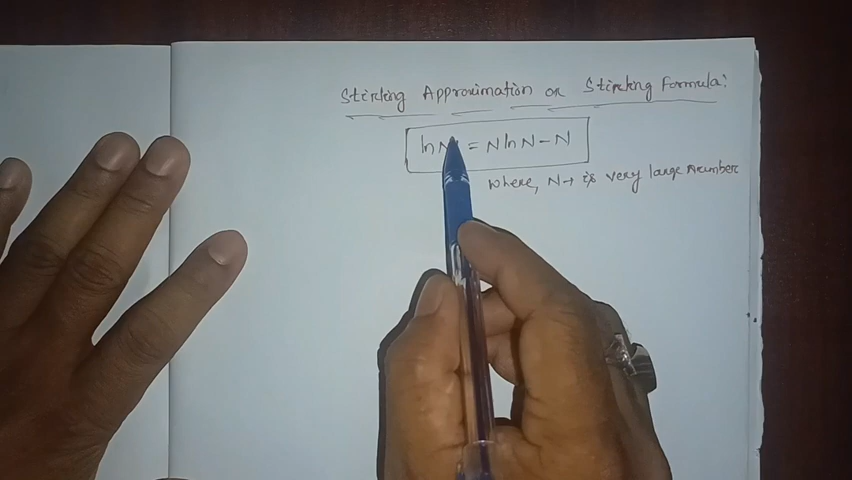 Stirling Approximation or Stirling Formula:
ln N = N ln N - N
where, N → is very large Number